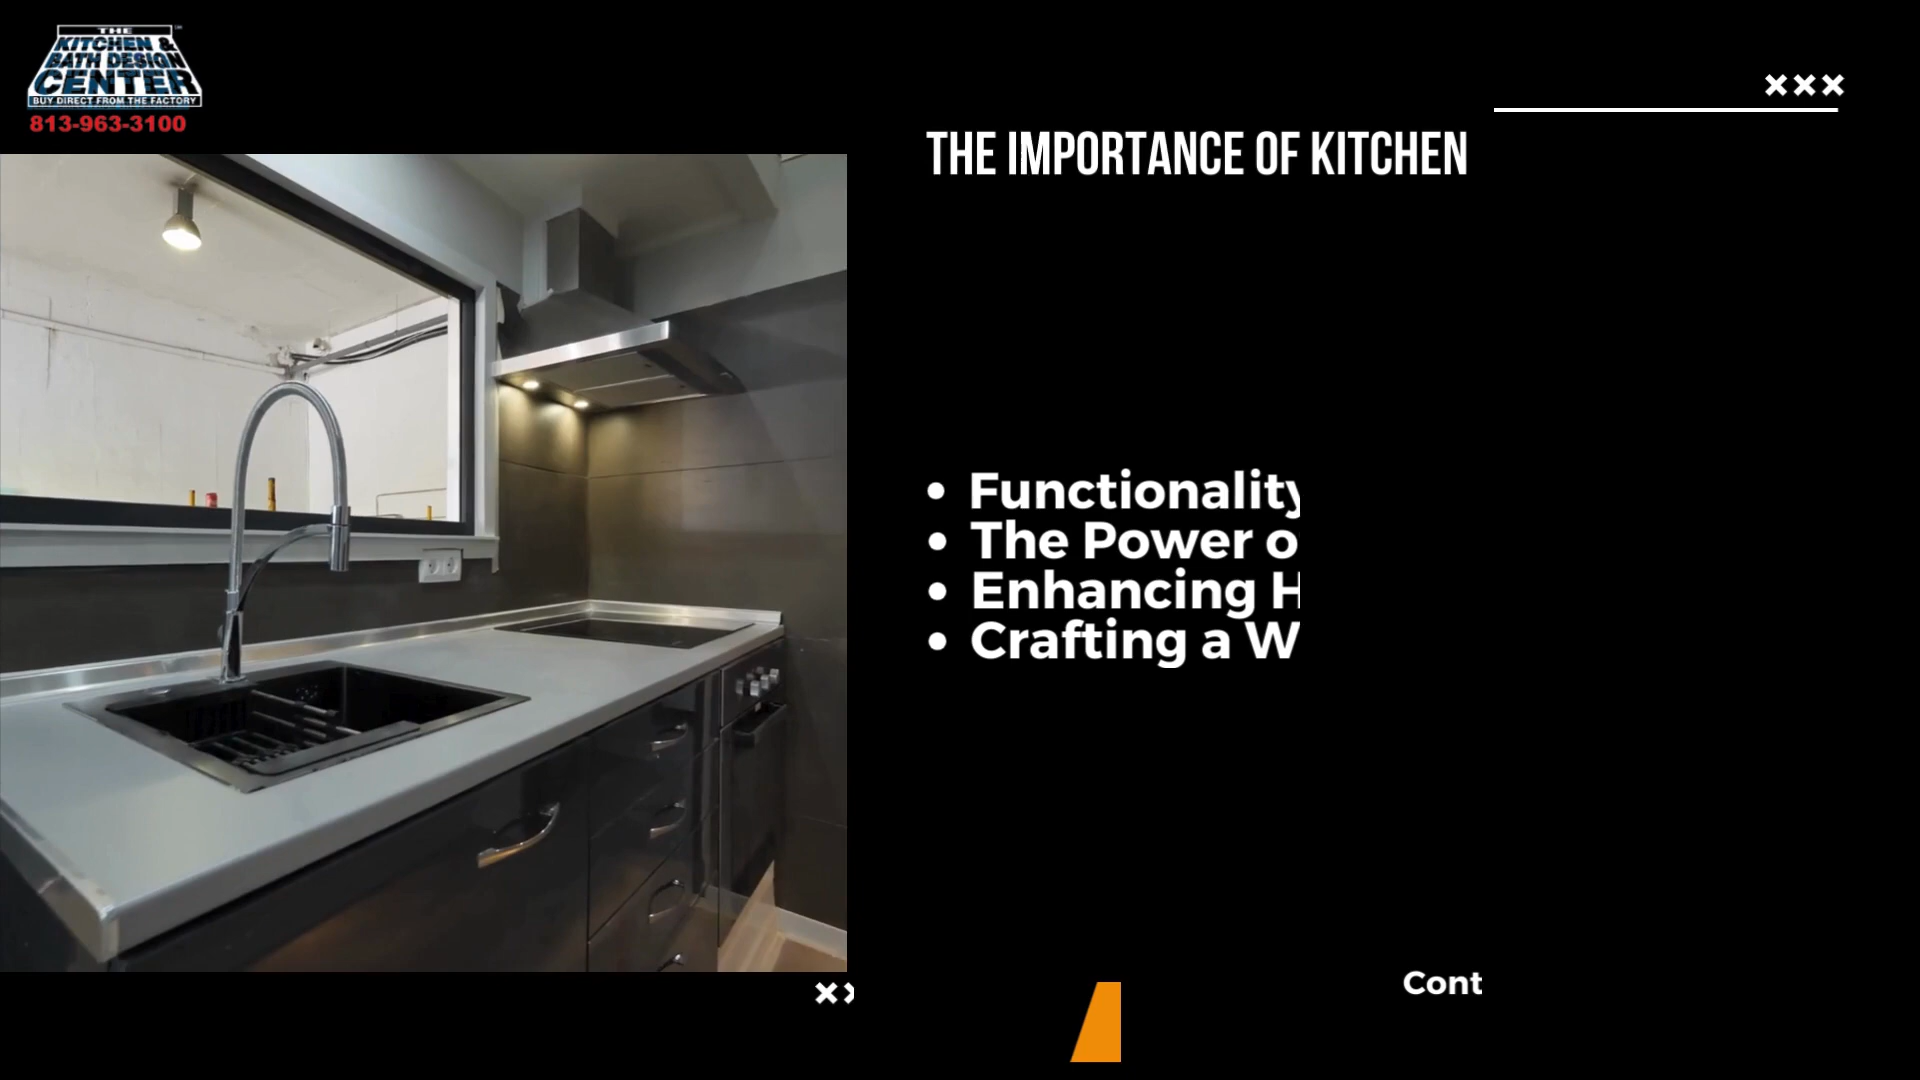 THE
KITCHEN &
BATH DESIGN
CENTER
BUY DIRECT FROM THE FACTORY
813-963-3100
THE IMPORTANCE OF KITCHEN
• Functionality
• The Power o
• Enhancing H
• Crafting a W
Cont